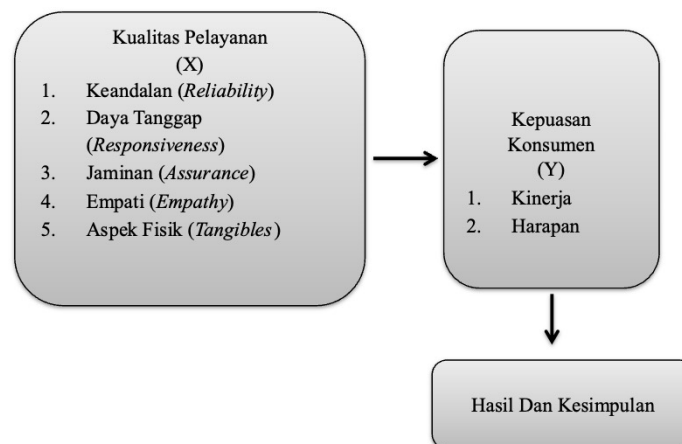 Kualitas Pelayanan
(X)
1. Keandalan (Reliability)
2. Daya Tanggap
(Responsiveness)
3. Jaminan (Assurance)
4. Empati (Empathy)
5. Aspek Fisik (Tangibles)
Kepuasan
Konsumen
(Y)
1. Kinerja
2. Harapan
Hasil Dan Kesimpulan